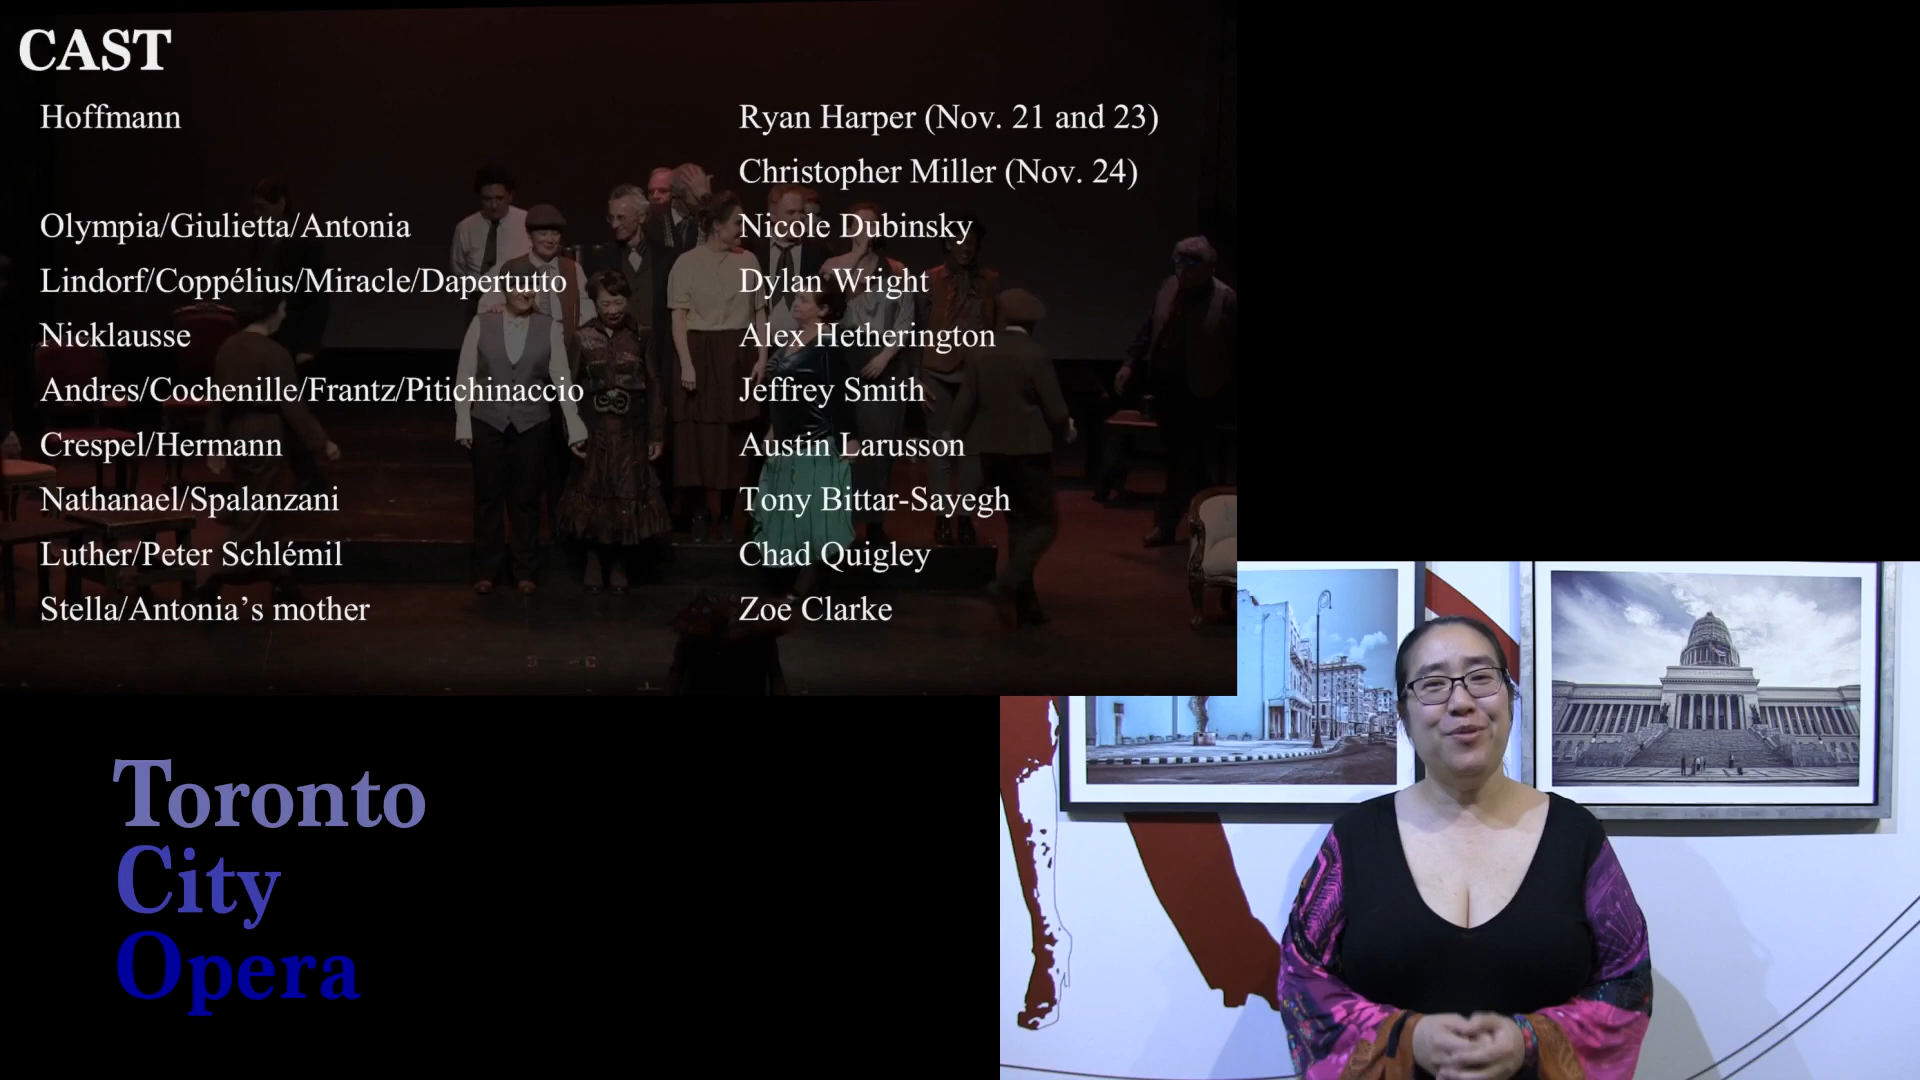 CAST
Hoffmann Ryan Harper (Nov. 21 and 23)
Christopher Miller (Nov. 24)
Olympia/Giulietta/Antonia Nicole Dubinsky
Lindorf/Coppélius/Miracle/Dapertutto Dylan Wright
Nicklausse Alex Hetherington
Andres/Cochenille/Frantz/Pitichinaccio Jeffrey Smith
Crespel/Hermann Austin Larusson
Nathanael/Spalanzani Tony Bittar-Sayegh
Luther/Peter Schlémil Chad Quigley
Stella/Antonia’s mother Zoe Clarke
Toronto
City
Opera